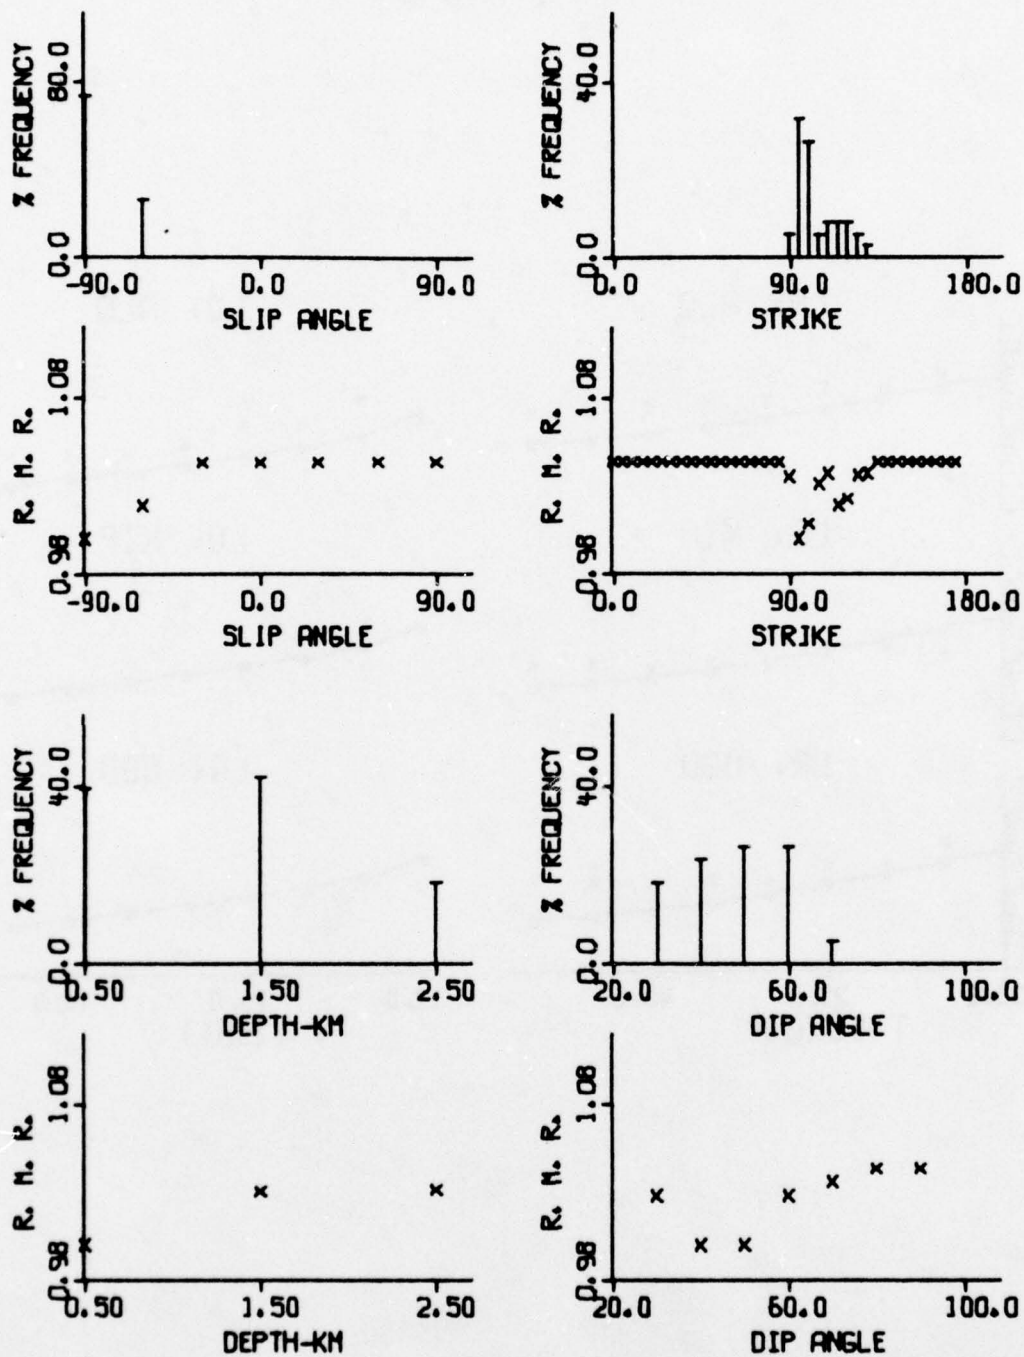 % FREQUENCY
80.0
0.0
-90.0 0.0 90.0
SLIP ANGLE
% FREQUENCY
40.0
0.0
0.0 90.0 180.0
STRIKE
R. M. R.
1.08
0.98
-90.0 0.0 90.0
SLIP ANGLE
R. M. R.
1.08
0.98
0.0 90.0 180.0
STRIKE
% FREQUENCY
40.0
0.0
0.50 1.50 2.50
DEPTH-KM
% FREQUENCY
40.0
0.0
20.0 60.0 100.0
DIP ANGLE
R. M. R.
1.08
0.98
0.50 1.50 2.50
DEPTH-KM
R. M. R.
1.08
0.98
20.0 60.0 100.0
DIP ANGLE